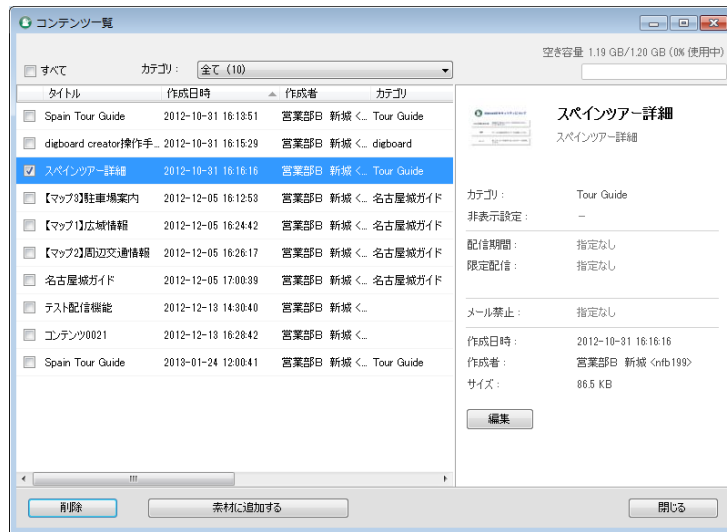 コンテンツ一覧
空き容量 1.19 GB/1.20 GB (0% 使用中)
すべて カテゴリ： 全て (10)
タイトル 作成日時 作成者 カテゴリ
Spain Tour Guide 2012-10-31 16:13:51 営業部B 新城 <... Tour Guide
digboard creator操作手... 2012-10-31 16:15:29 営業部B 新城 <... digboard
スペインツアー詳細 2012-10-31 16:16:16 営業部B 新城 <... Tour Guide
【マップ3】駐車場案内 2012-12-05 16:12:53 営業部B 新城 <... 名古屋城ガイド
【マップ1】広域情報 2012-12-05 16:24:42 営業部B 新城 <... 名古屋城ガイド
【マップ2】周辺交通情報 2012-12-05 16:26:17 営業部B 新城 <... 名古屋城ガイド
名古屋城ガイド 2012-12-05 17:00:39 営業部B 新城 <... 名古屋城ガイド
テスト配信機能 2012-12-13 14:30:40 営業部B 新城 <...
コンテンツ0021 2012-12-13 16:28:42 営業部B 新城 <...
Spain Tour Guide 2013-01-24 12:00:41 営業部B 新城 <... Tour Guide
スペインツアー詳細
スペインツアー詳細
カテゴリ： Tour Guide
非表示設定： －
配信期間： 指定なし
限定配信： 指定なし
メール禁止： 指定なし
作成日時： 2012-10-31 16:16:16
作成者： 営業部B 新城 <nfb199>
サイズ： 86.5 KB
編集
削除 素材に追加する 閉じる